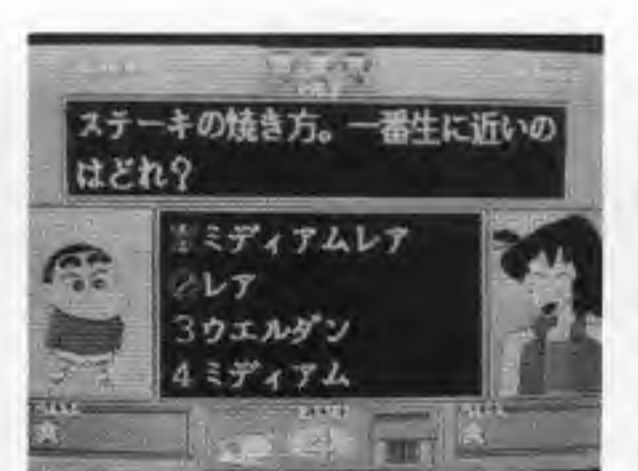 ステーキの焼き方。一番生に近いの
はどれ？
ミディアムレア
レア
3 ウエルダン
4 ミディアム